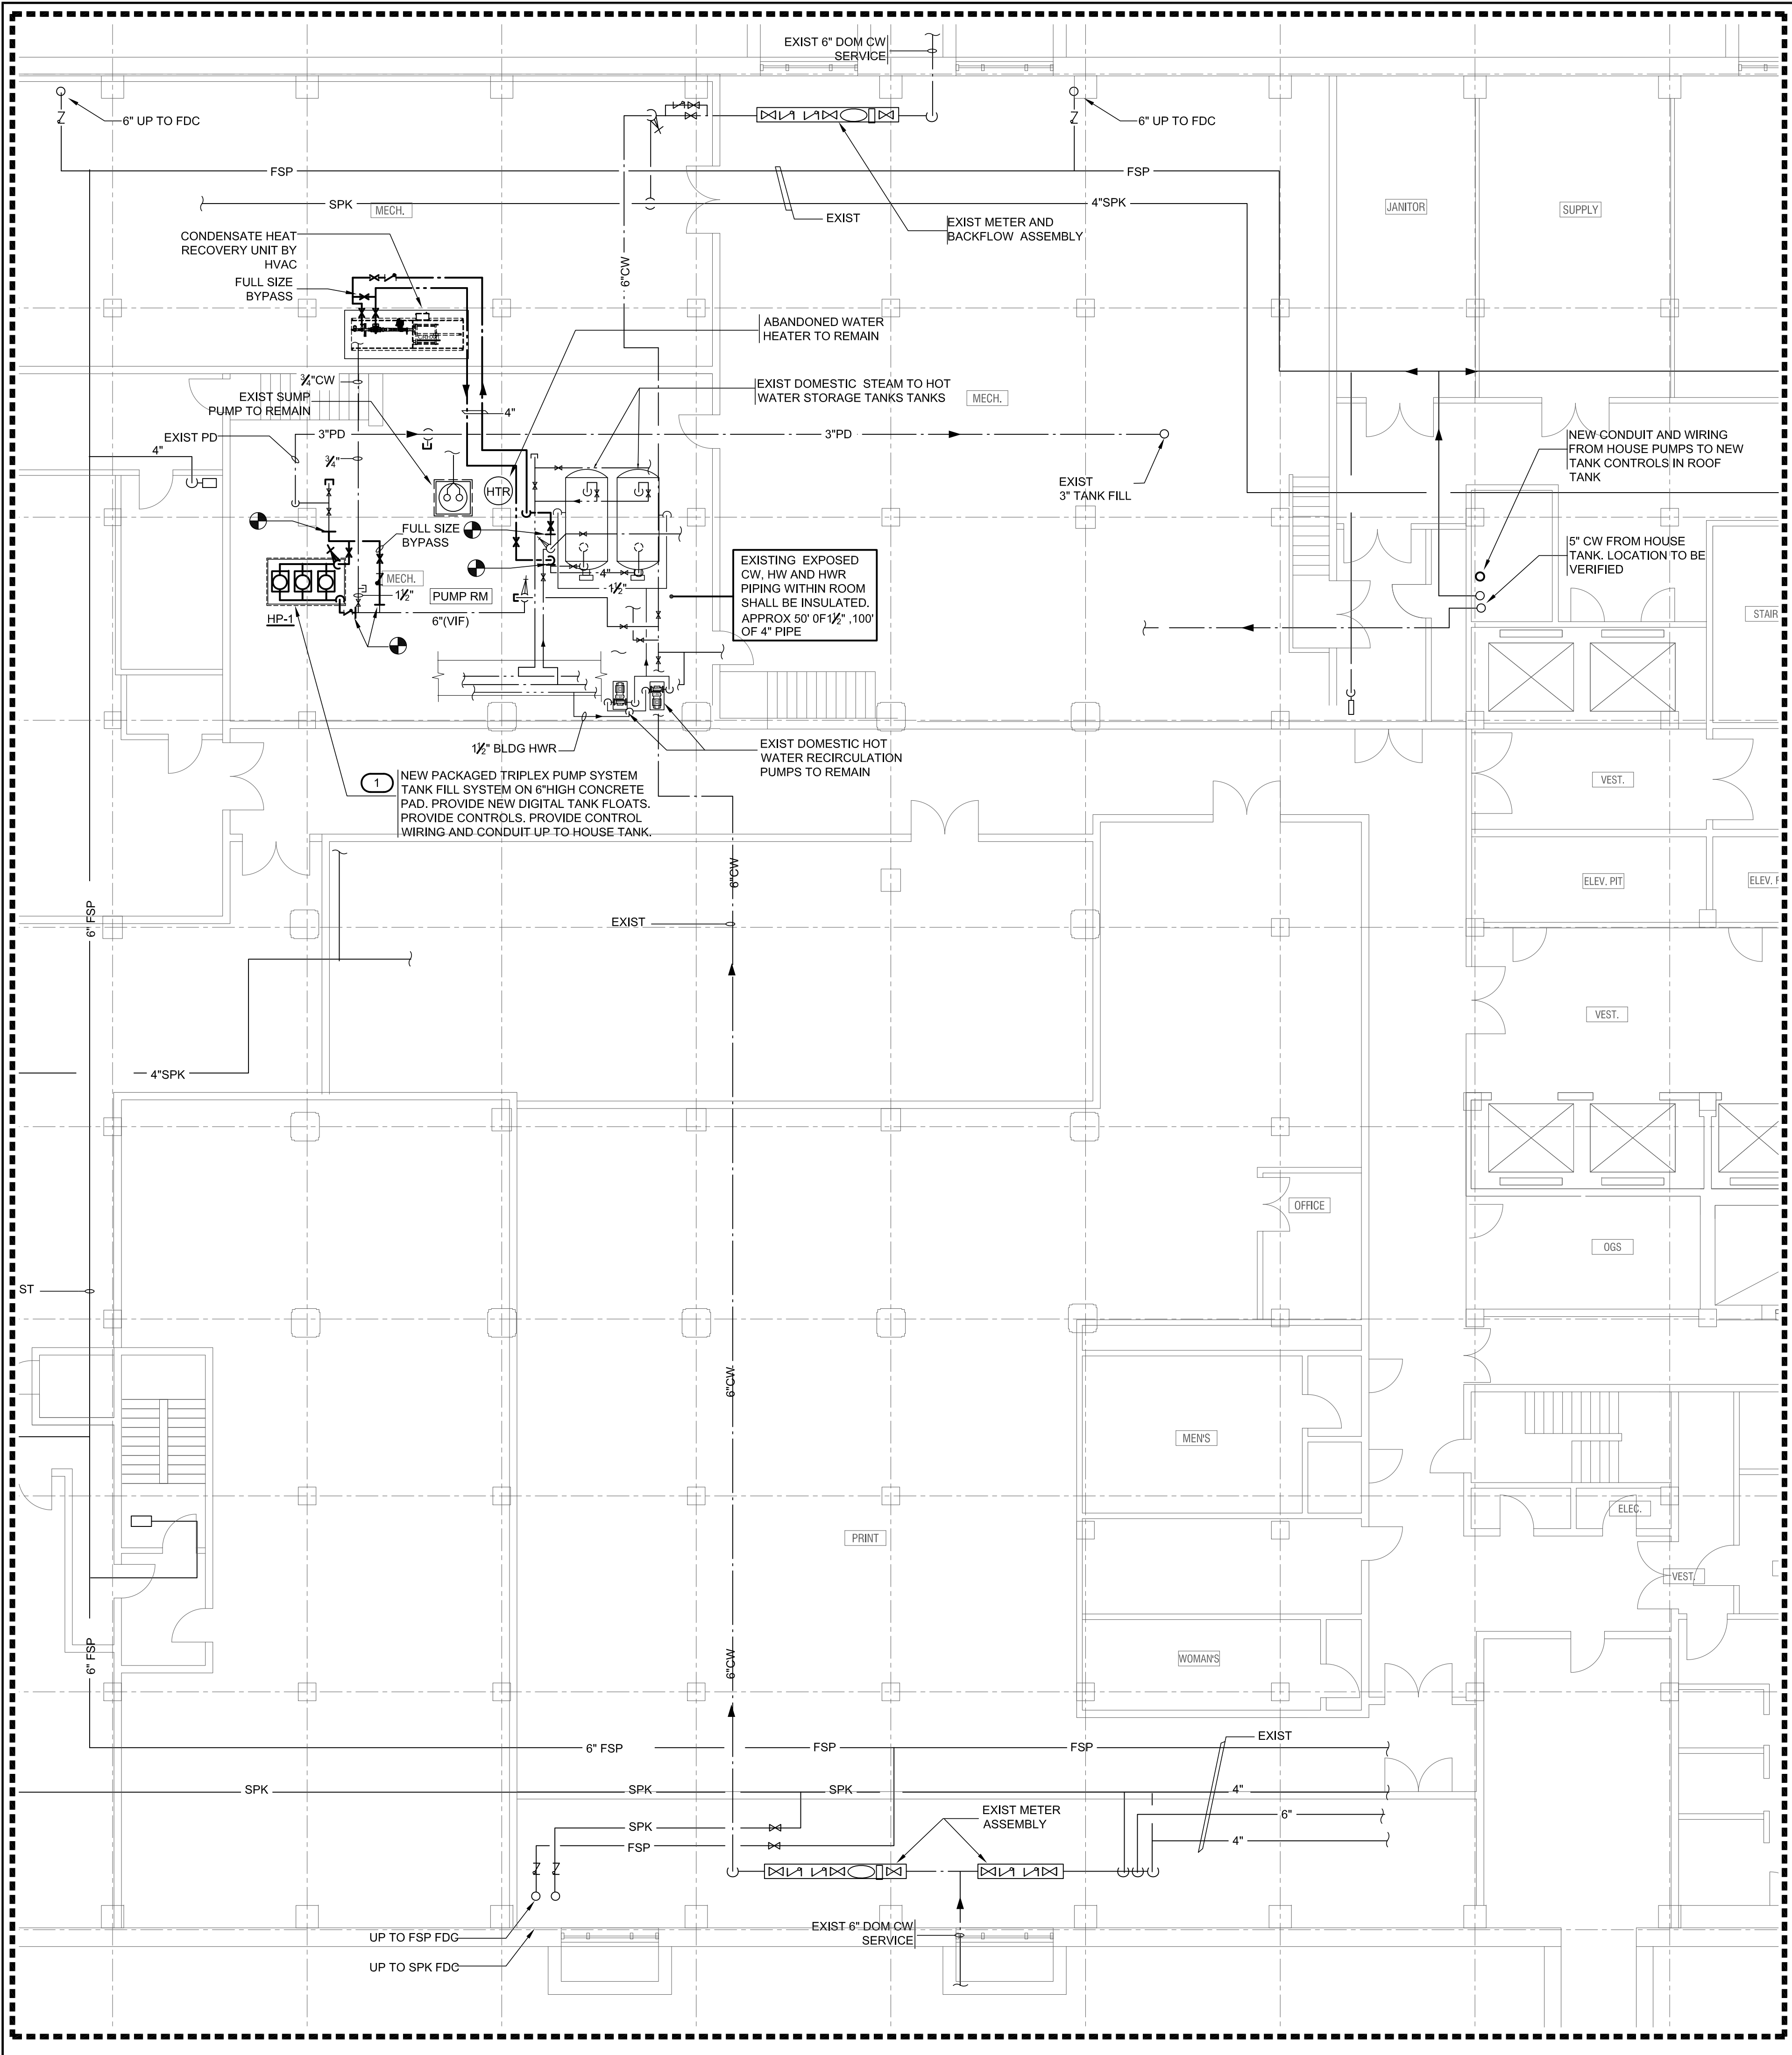 EXIST 6" DOM CW
SERVICE
6" UP TO FDC
6" UP TO FDC
FSP
FSP
SPK
MECH.
4"SPK
EXIST
JANITOR
SUPPLY
EXIST METER AND
BACKFLOW ASSEMBLY
CONDENSATE HEAT
RECOVERY UNIT BY
HVAC
FULL SIZE
BYPASS
6"CW
ABANDONED WATER
HEATER TO REMAIN
¾"CW
EXIST SUMP
PUMP TO REMAIN
4"
EXIST DOMESTIC STEAM TO HOT
WATER STORAGE TANKS TANKS
MECH.
EXIST PD
4"
3"PD
3"PD
¾"
HTR
EXIST
3" TANK FILL
NEW CONDUIT AND WIRING
FROM HOUSE PUMPS TO NEW
TANK CONTROLS IN ROOF
TANK
FULL SIZE
BYPASS
5" CW FROM HOUSE
TANK. LOCATION TO BE
VERIFIED
MECH.
1½"
PUMP RM
4"
1½"
HP-1
6"(VIF)
EXISTING EXPOSED
CW, HW AND HWR
PIPING WITHIN ROOM
SHALL BE INSULATED.
APPROX 50' 0F1½" ,100'
OF 4" PIPE
STAIR
1½" BLDG HWR
EXIST DOMESTIC HOT
WATER RECIRCULATION
PUMPS TO REMAIN
1
NEW PACKAGED TRIPLEX PUMP SYSTEM
TANK FILL SYSTEM ON 6"HIGH CONCRETE
PAD. PROVIDE NEW DIGITAL TANK FLOATS.
PROVIDE CONTROLS. PROVIDE CONTROL
WIRING AND CONDUIT UP TO HOUSE TANK.
VEST.
6"CW
ELEV. PIT
ELEV. P
6" FSP
EXIST
VEST.
4"SPK
OFFICE
OGS
ST
6"CW
MEN'S
PRINT
ELEC.
VEST.
6" FSP
6"CW
WOMAN'S
6" FSP
FSP
FSP
EXIST
SPK
SPK
SPK
4"
EXIST METER
ASSEMBLY
6"
SPK
FSP
4"
UP TO FSP FDC
EXIST 6" DOM CW
SERVICE
UP TO SPK FDC